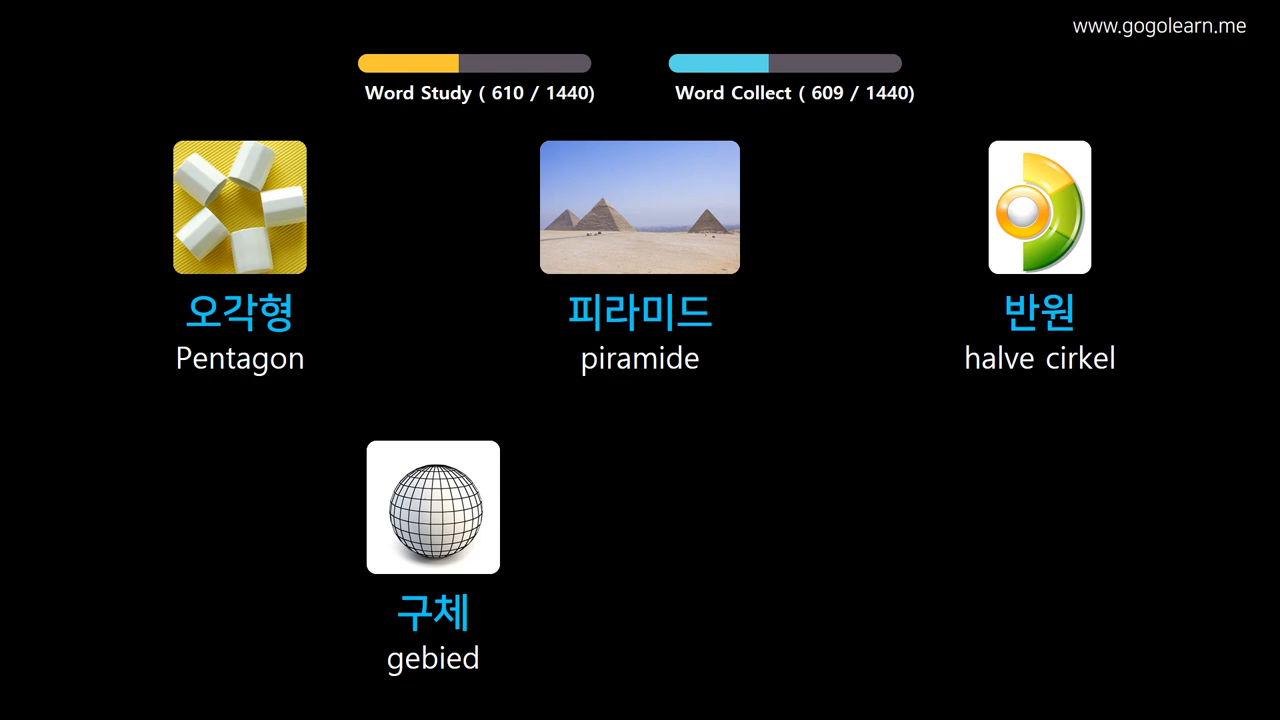 www.gogolearn.me
Word Study ( 610 / 1440)
Word Collect ( 609 / 1440)
오각형
Pentagon
피라미드
piramide
반원
halve cirkel
구체
gebied